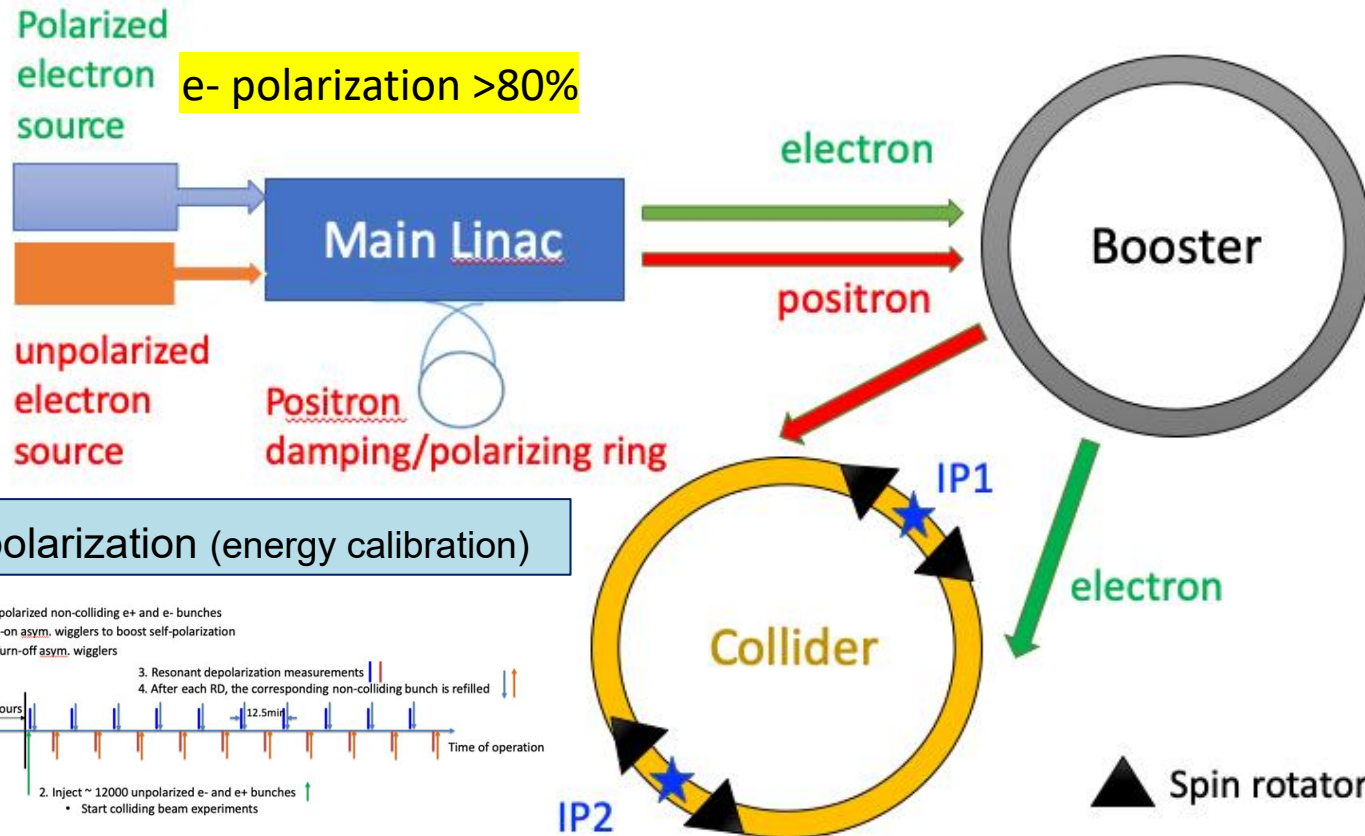 Polarized
electron
source
e- polarization >80%
electron
Main Linac
Booster
positron
unpolarized
electron
source
Positron
damping/polarizing ring
IP1
polarization (energy calibration)
electron
Collider
polarized non-colliding e+ and e- bunches
-on asym. wigglers to boost self-polarization
urn-off asym. wigglers
3. Resonant depolarization measurements
4. After each RD, the corresponding non-colliding bunch is refilled
ours
12.5min
Time of operation
2. Inject ~ 12000 unpolarized e- and e+ bunches
• Start colliding beam experiments
Spin rotator
IP2